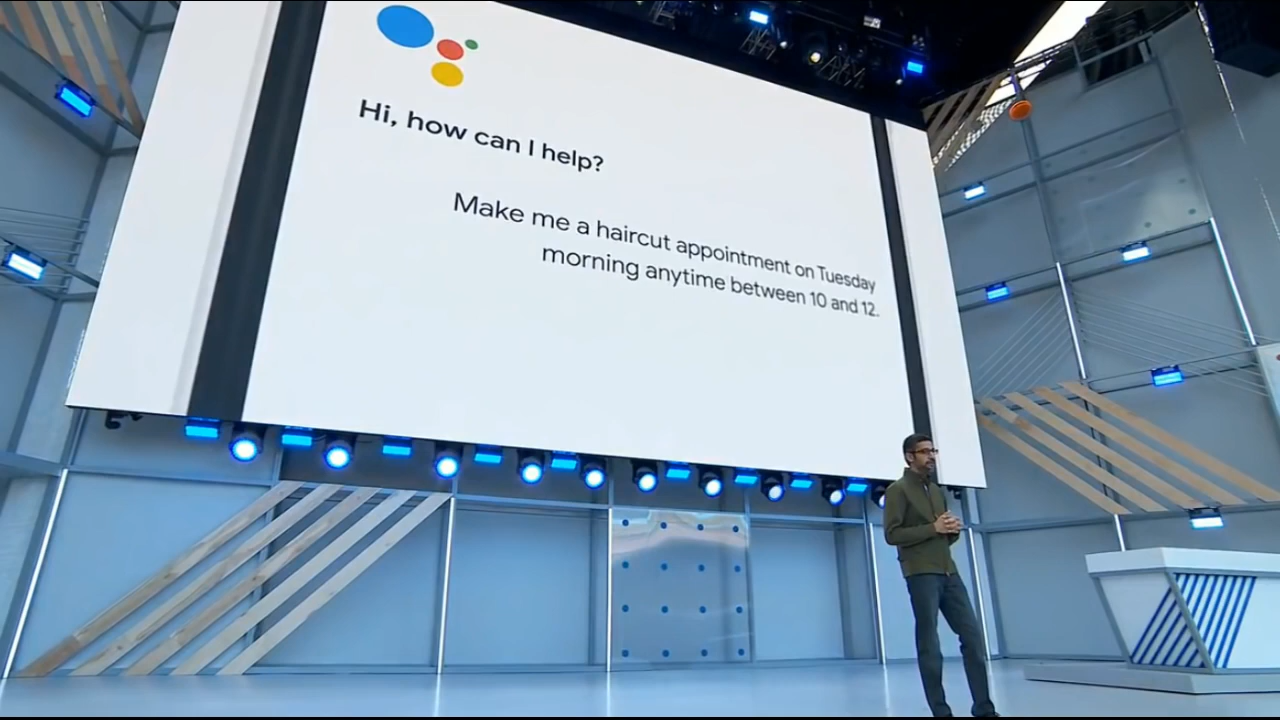 Hi, how can I help?
Make me a haircut appointment on Tuesday
morning anytime between 10 and 12.